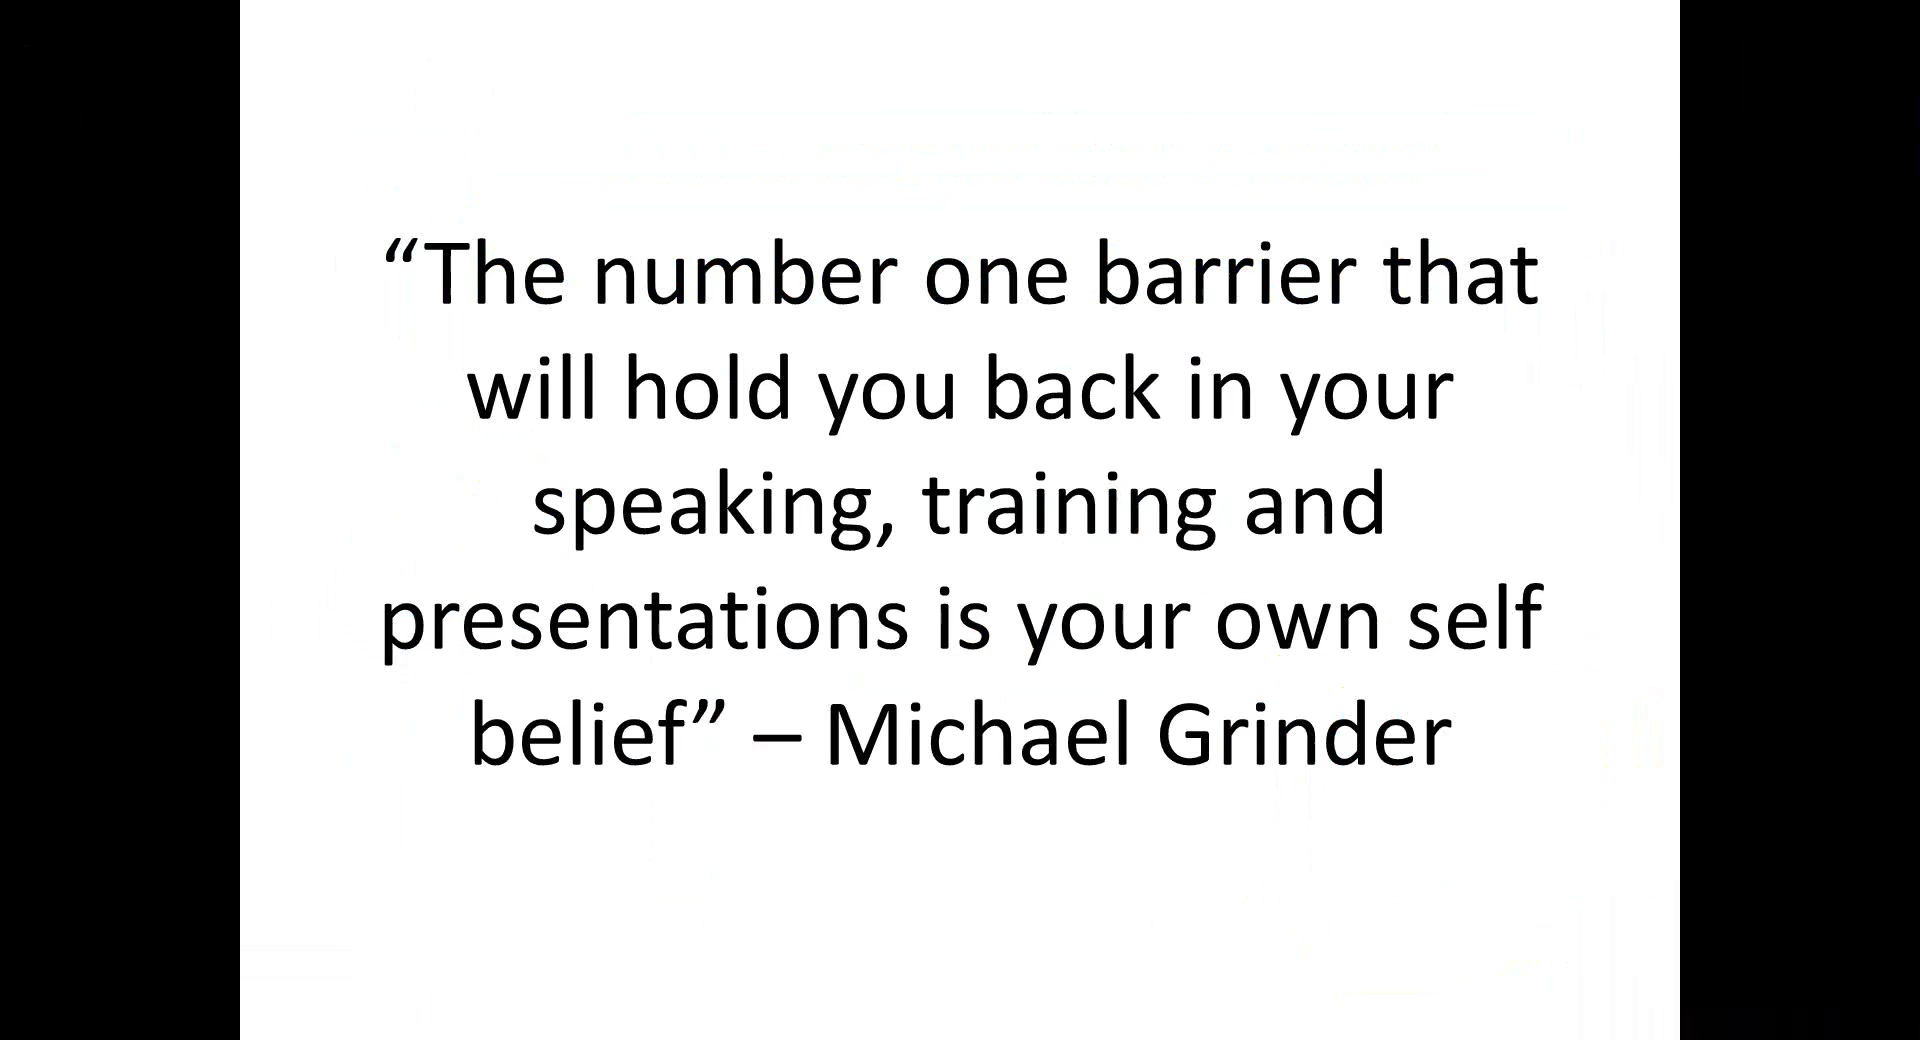 “The number one barrier that
will hold you back in your
speaking, training and
presentations is your own self
belief” – Michael Grinder